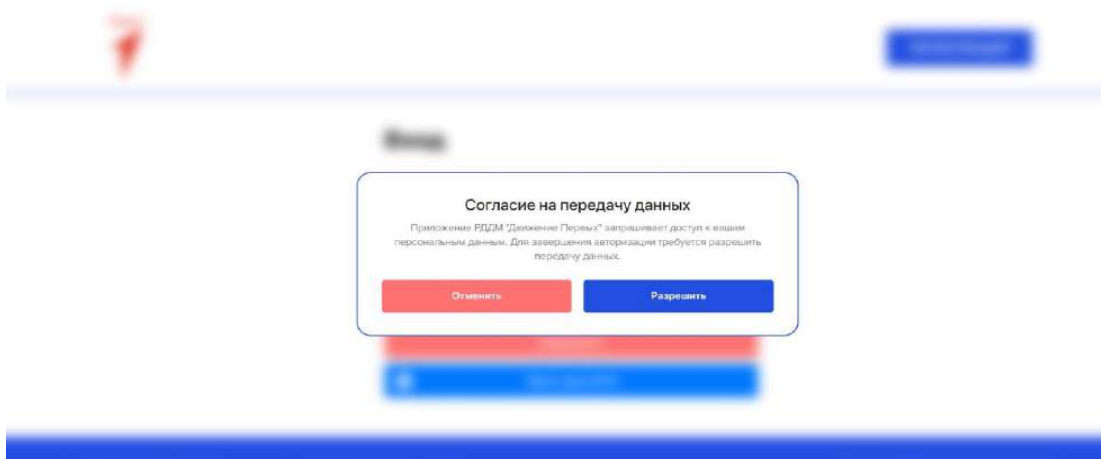 Вход
Согласие на передачу данных
Приложение РДДМ "Движение Первых" запрашивает доступ к вашим
персональным данным. Для завершения авторизации требуется разрешить
передачу данных.
Отменить
Разрешить